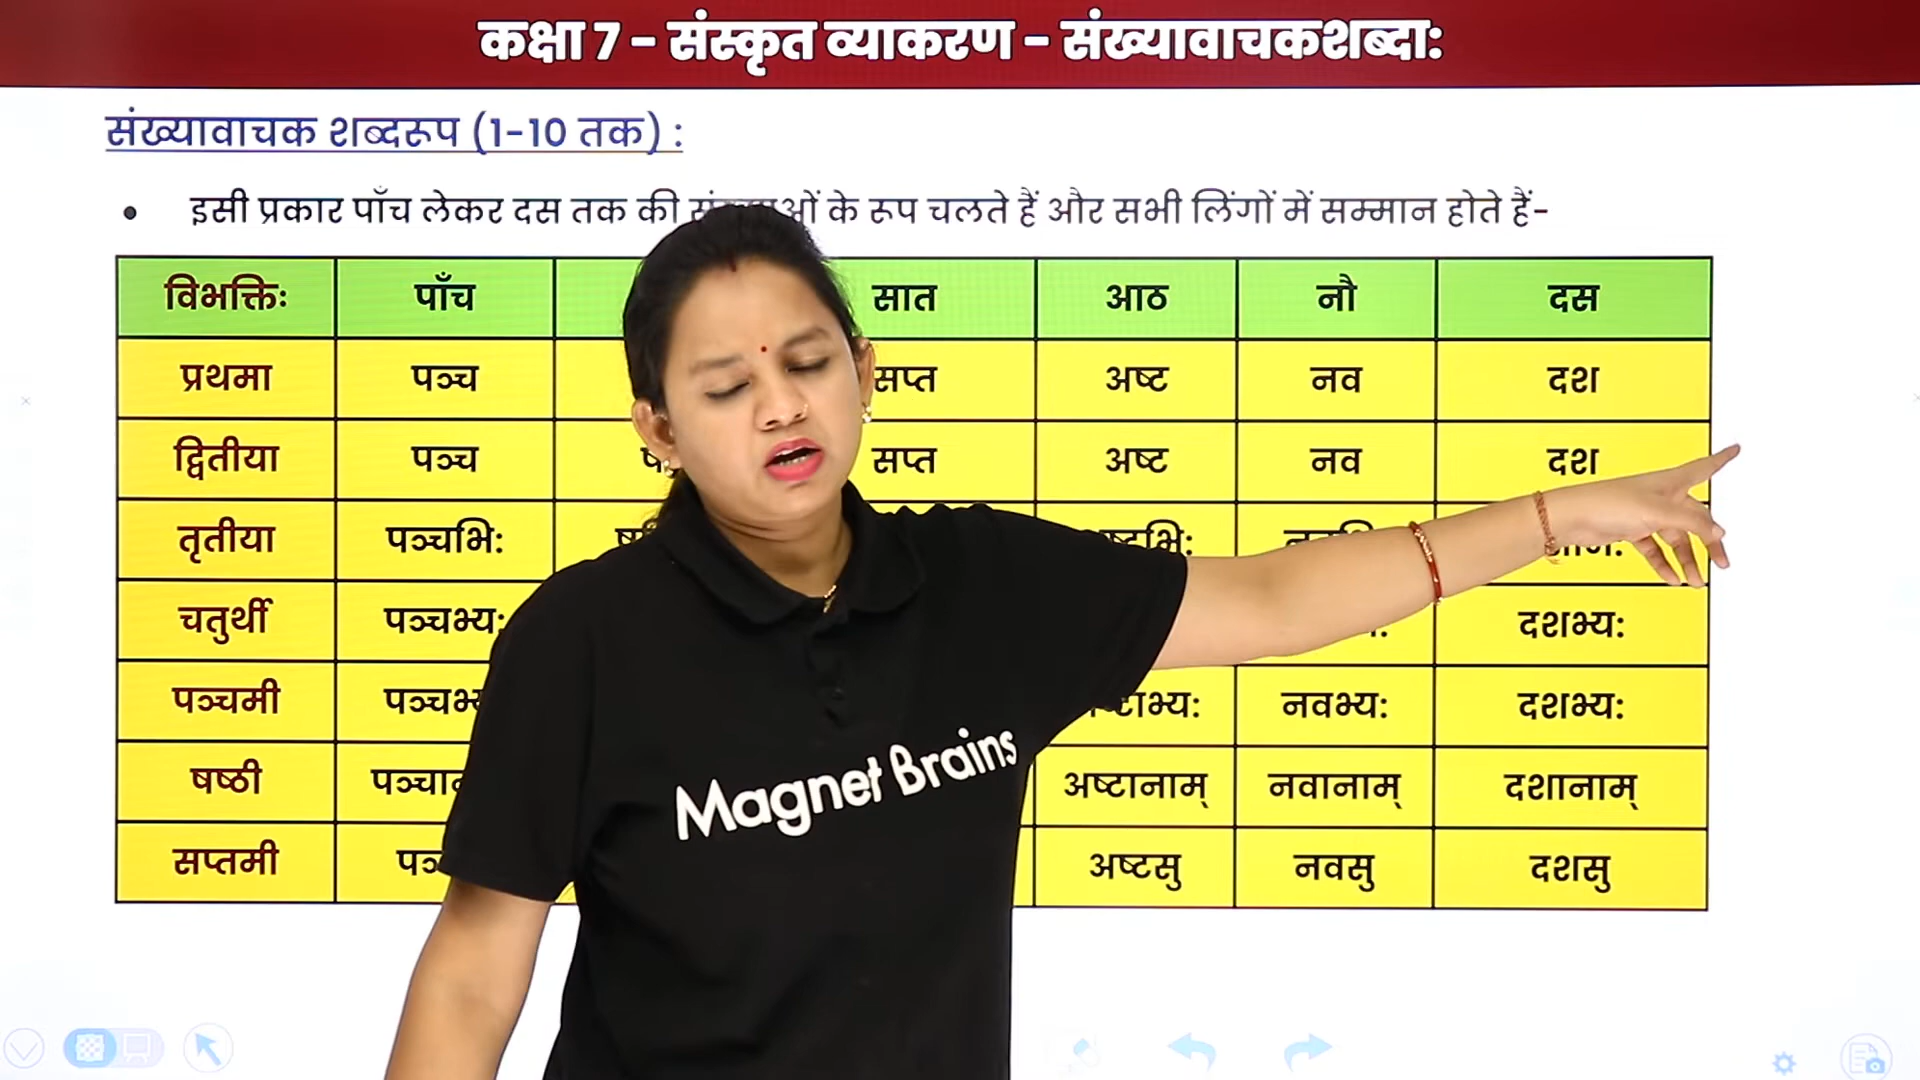 कक्षा 7 - संस्कृत व्याकरण - संख्यावाचकशब्दा:
संख्यावाचक शब्दरूप (1-10 तक) :
• इसी प्रकार पाँच लेकर दस तक की के रूप चलते हैं और सभी लिंगों में सम्मान होते हैं-
विभक्तिः पाँच सात आठ नौ दस
प्रथमा पञ्च सप्त अष्ट नव दश
द्वितीया पञ्च सप्त अष्ट नव दश
तृतीया पञ्चभि:
चतुर्थी पञ्चभ्य: दशभ्य:
पञ्चमी नवभ्य: दशभ्य:
षष्ठी अष्टानाम् नवानाम् दशानाम्
सप्तमी अष्टसु नवसु दशसु
Magnet Brains